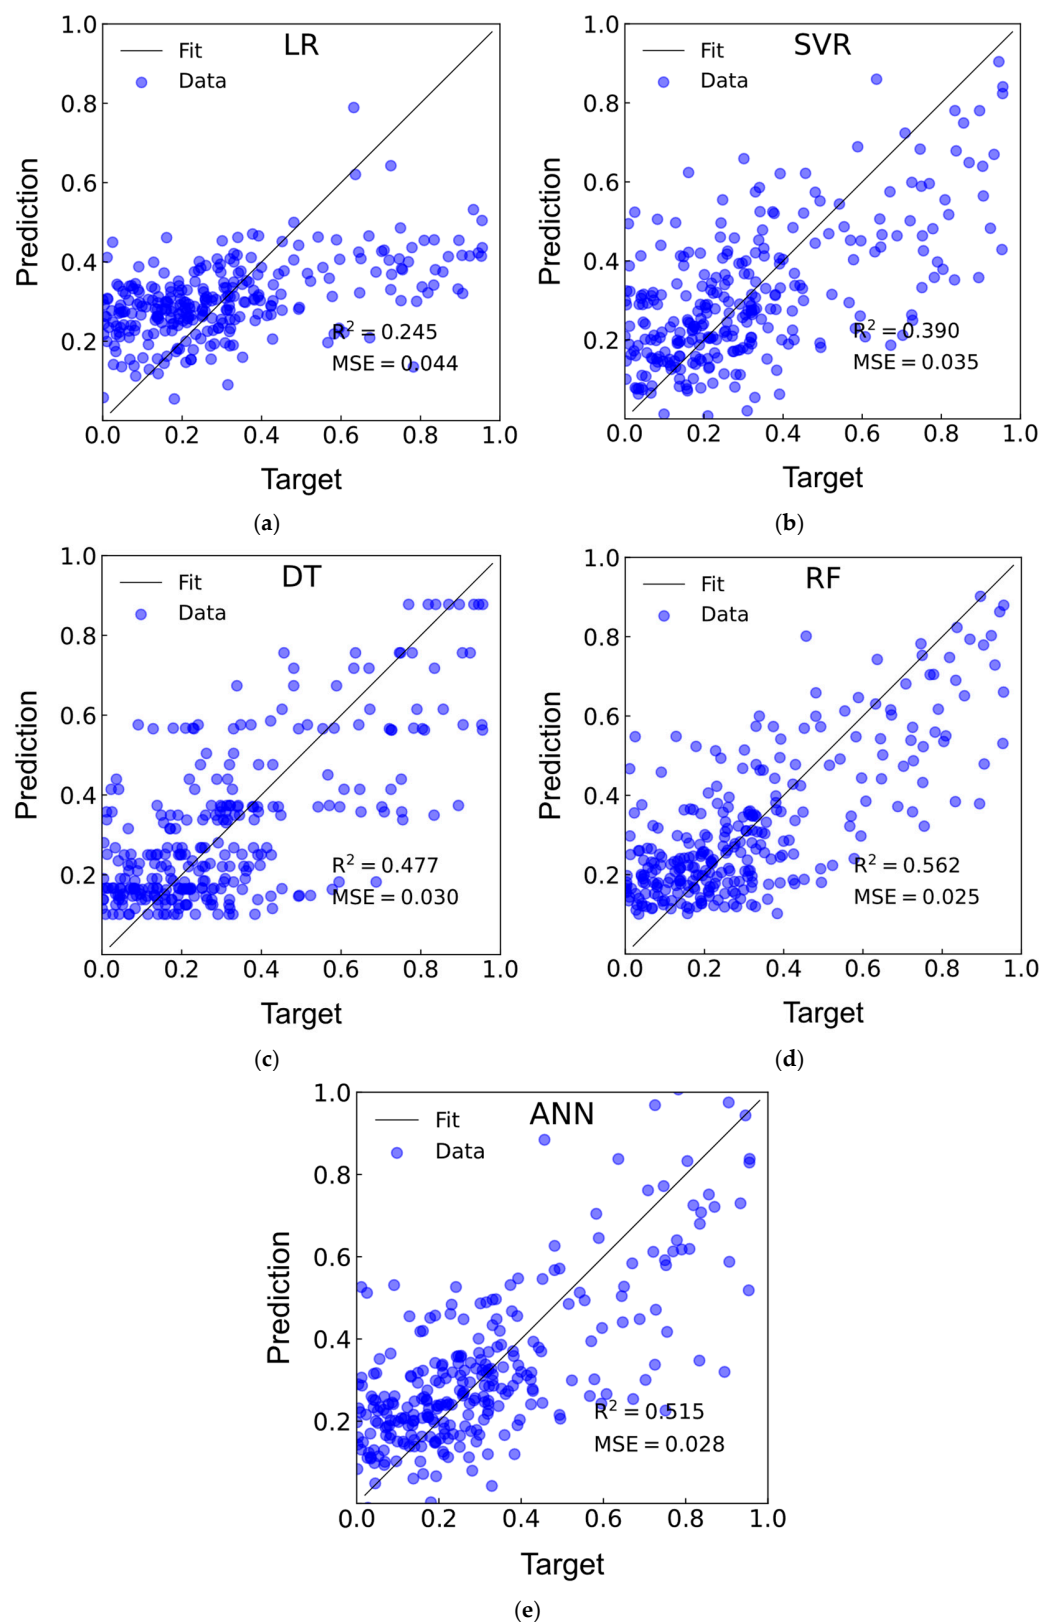 LR
Fit
Data
1.0
0.8
0.6
0.4
0.2
Prediction
R² = 0.245
MSE = 0.044
0.0 0.2 0.4 0.6 0.8 1.0
Target
(a)
SVR
Fit
Data
1.0
0.8
0.6
0.4
0.2
Prediction
R² = 0.390
MSE = 0.035
0.0 0.2 0.4 0.6 0.8 1.0
Target
(b)
DT
Fit
Data
1.0
0.8
0.6
0.4
0.2
Prediction
R² = 0.477
MSE = 0.030
0.0 0.2 0.4 0.6 0.8 1.0
Target
(c)
RF
Fit
Data
1.0
0.8
0.6
0.4
0.2
Prediction
R² = 0.562
MSE = 0.025
0.0 0.2 0.4 0.6 0.8 1.0
Target
(d)
ANN
Fit
Data
1.0
0.8
0.6
0.4
0.2
Prediction
R² = 0.515
MSE = 0.028
0.0 0.2 0.4 0.6 0.8 1.0
Target
(e)